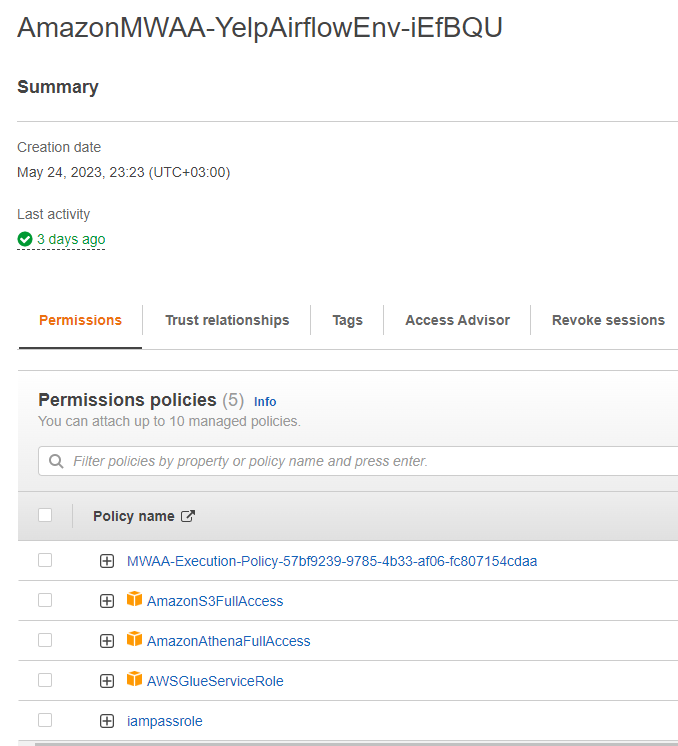 AmazonMWAA-YelpAirflowEnv-iEfBQU
Summary
Creation date
May 24, 2023, 23:23 (UTC+03:00)
Last activity
3 days ago
Permissions Trust relationships Tags Access Advisor Revoke sessions
Permissions policies (5) Info
You can attach up to 10 managed policies.
Filter policies by property or policy name and press enter.
Policy name
MWAA-Execution-Policy-57bf9239-9785-4b33-af06-fc807154cdaa
AmazonS3FullAccess
AmazonAthenaFullAccess
AWSGlueServiceRole
iampassrole